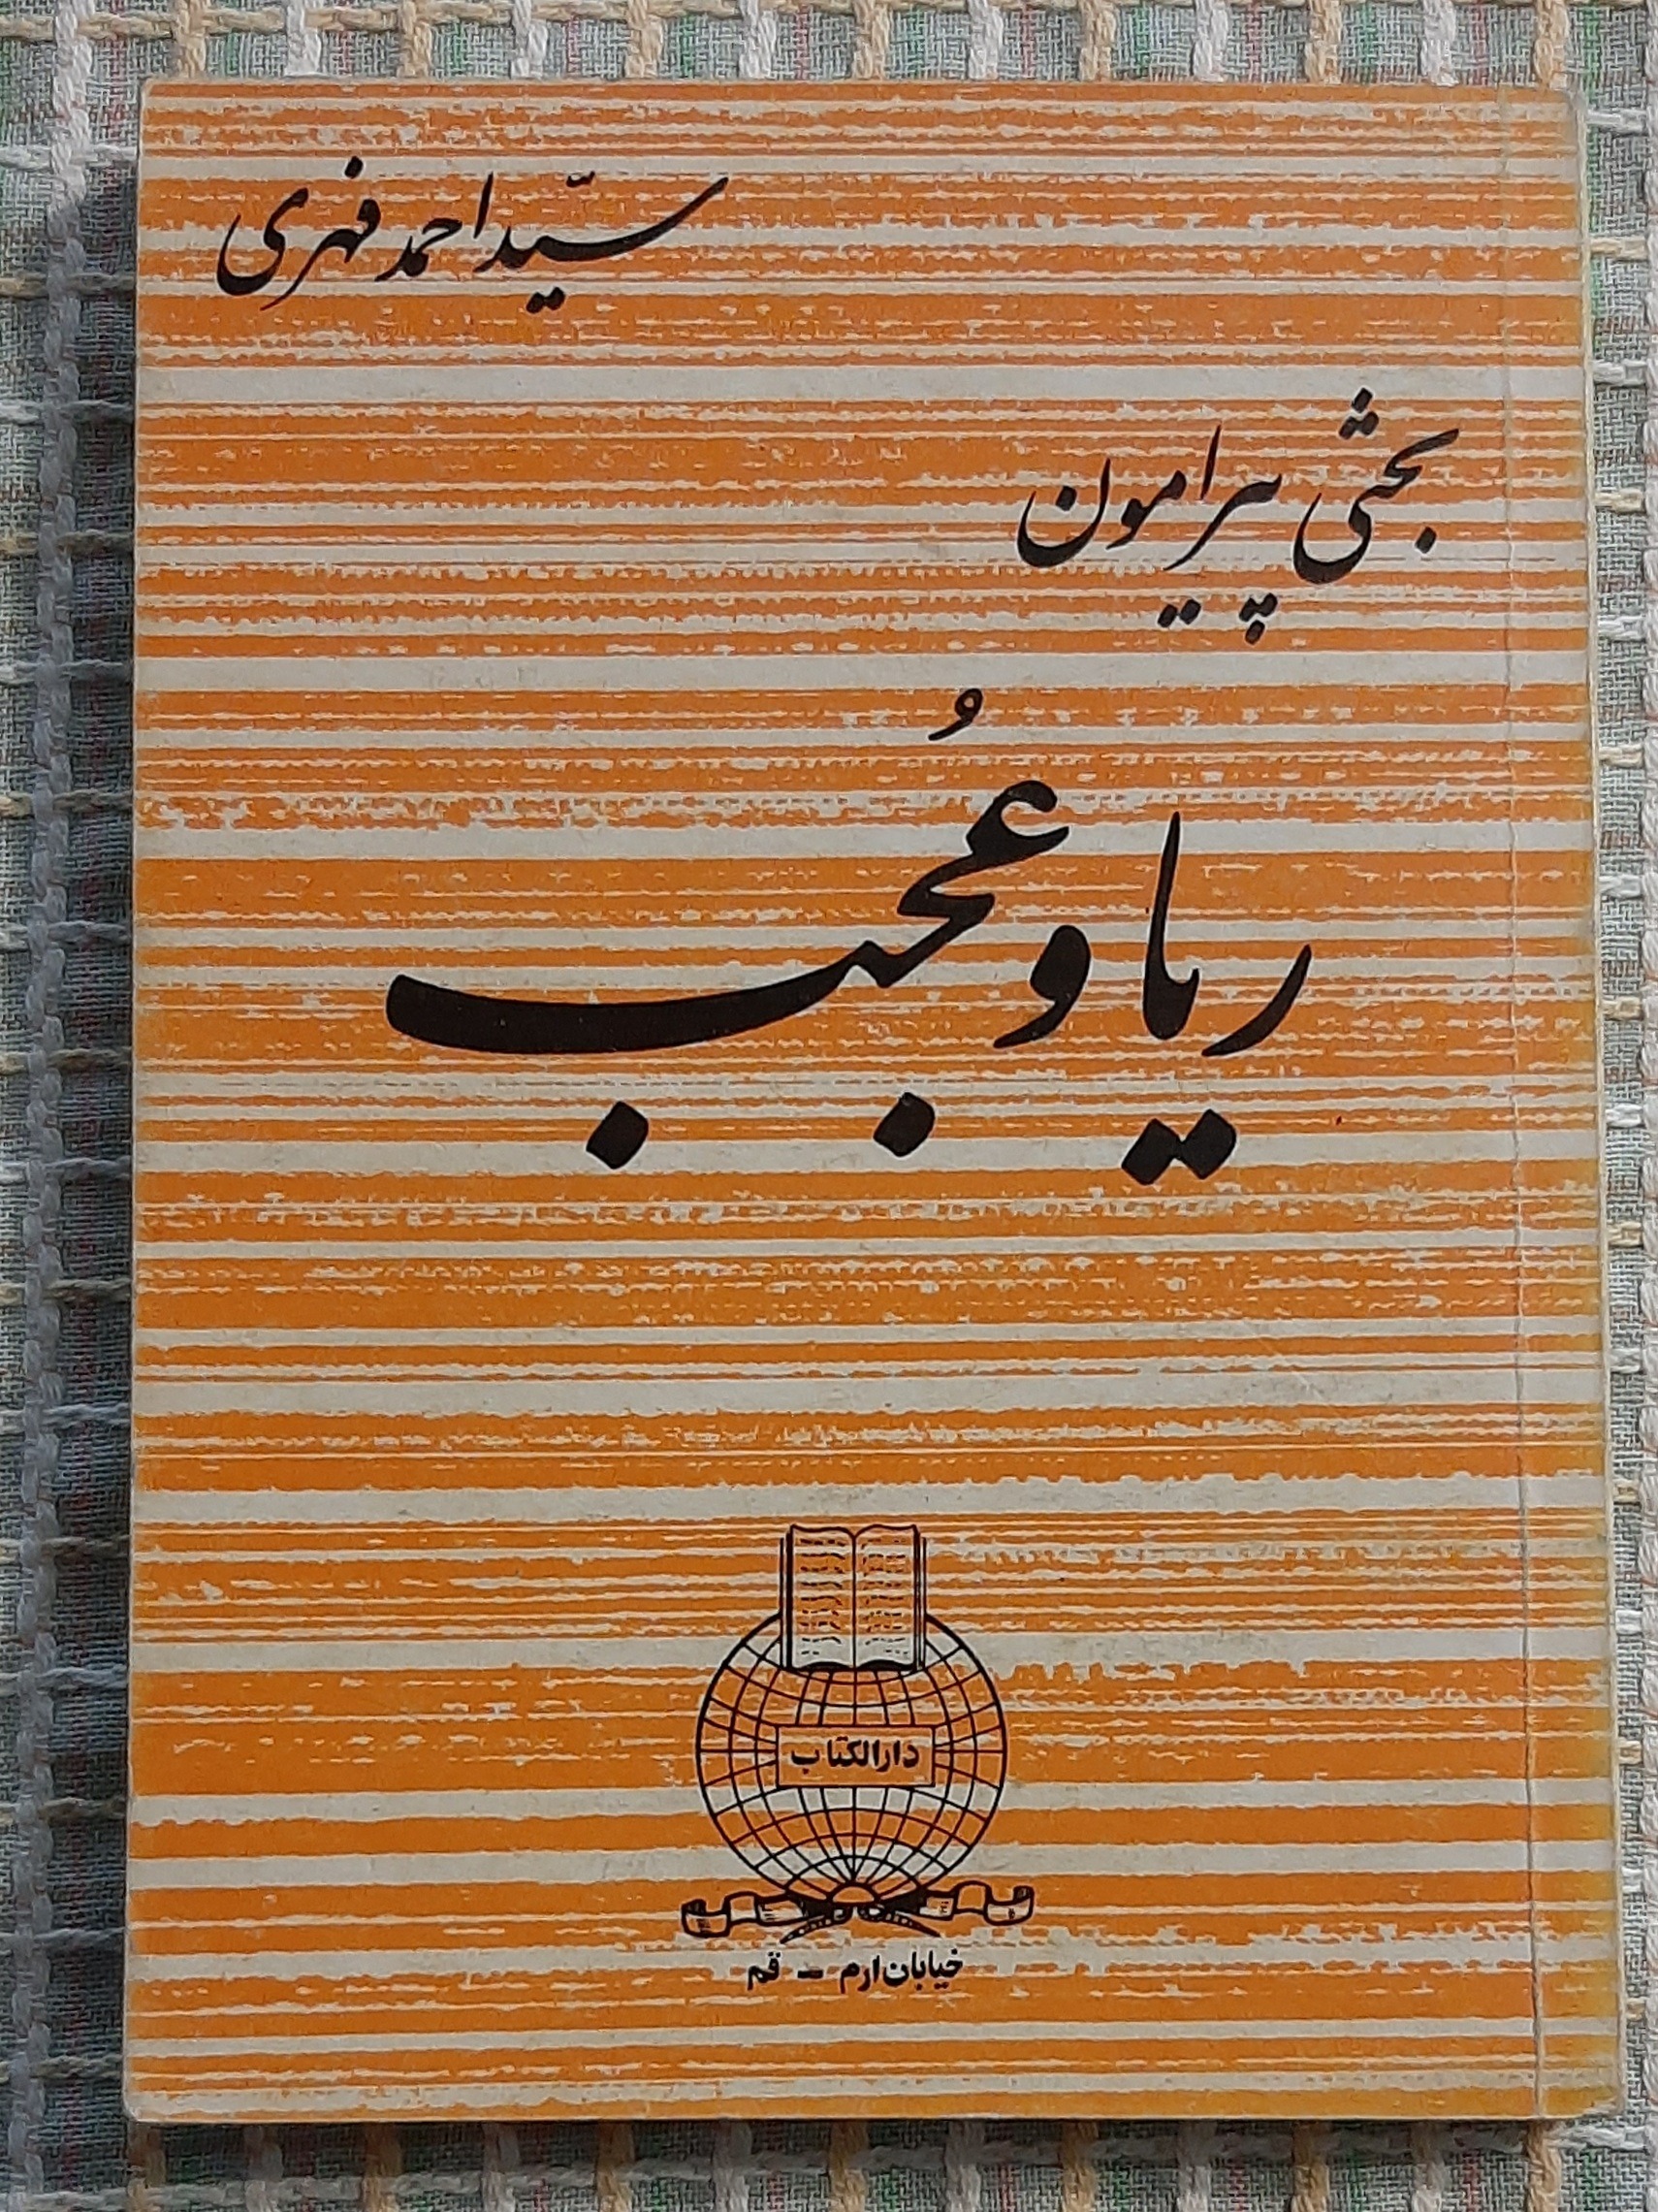 سیّد احمد فهری
بحثی پیرامون
ریا و عُجب
دارالکتاب
خیابان ارم – قم